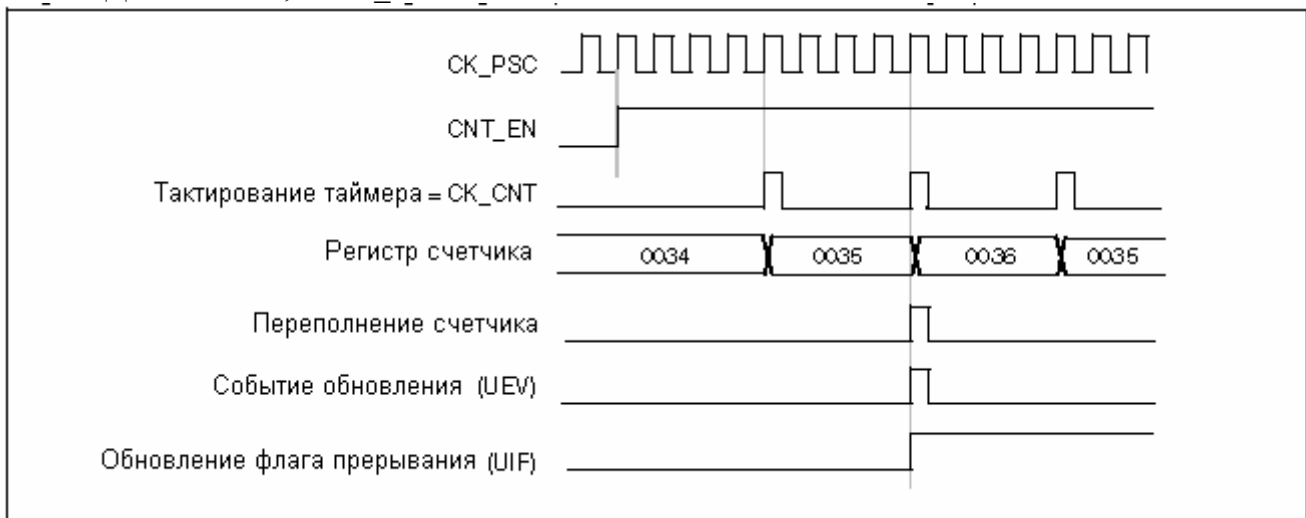 CK_PSC
CNT_EN
Тактирование таймера = CK_CNT
Регистр счетчика 0034 0035 0036 0035
Переполнение счетчика
Событие обновления (UEV)
Обновление флага прерывания (UIF)